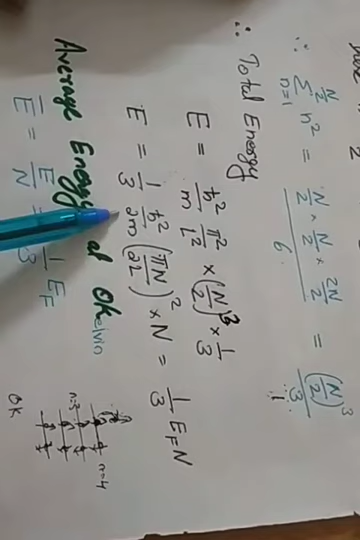 ∵ Σ_{n=1}^{N/2} n² = (N/2 × N/2 × 2N/2) / 6 = (N/2)³ / 3
∴ Total Energy
E = ħ²/m π²/L² × (N/2)³ × 1/3
E = 1/3 ħ²/2m (πN/2L)² × N = 1/3 E_F N
Average Energy at 0Kelvin
Ē = E/N = 1/3 E_F
n=3
n=4
0K